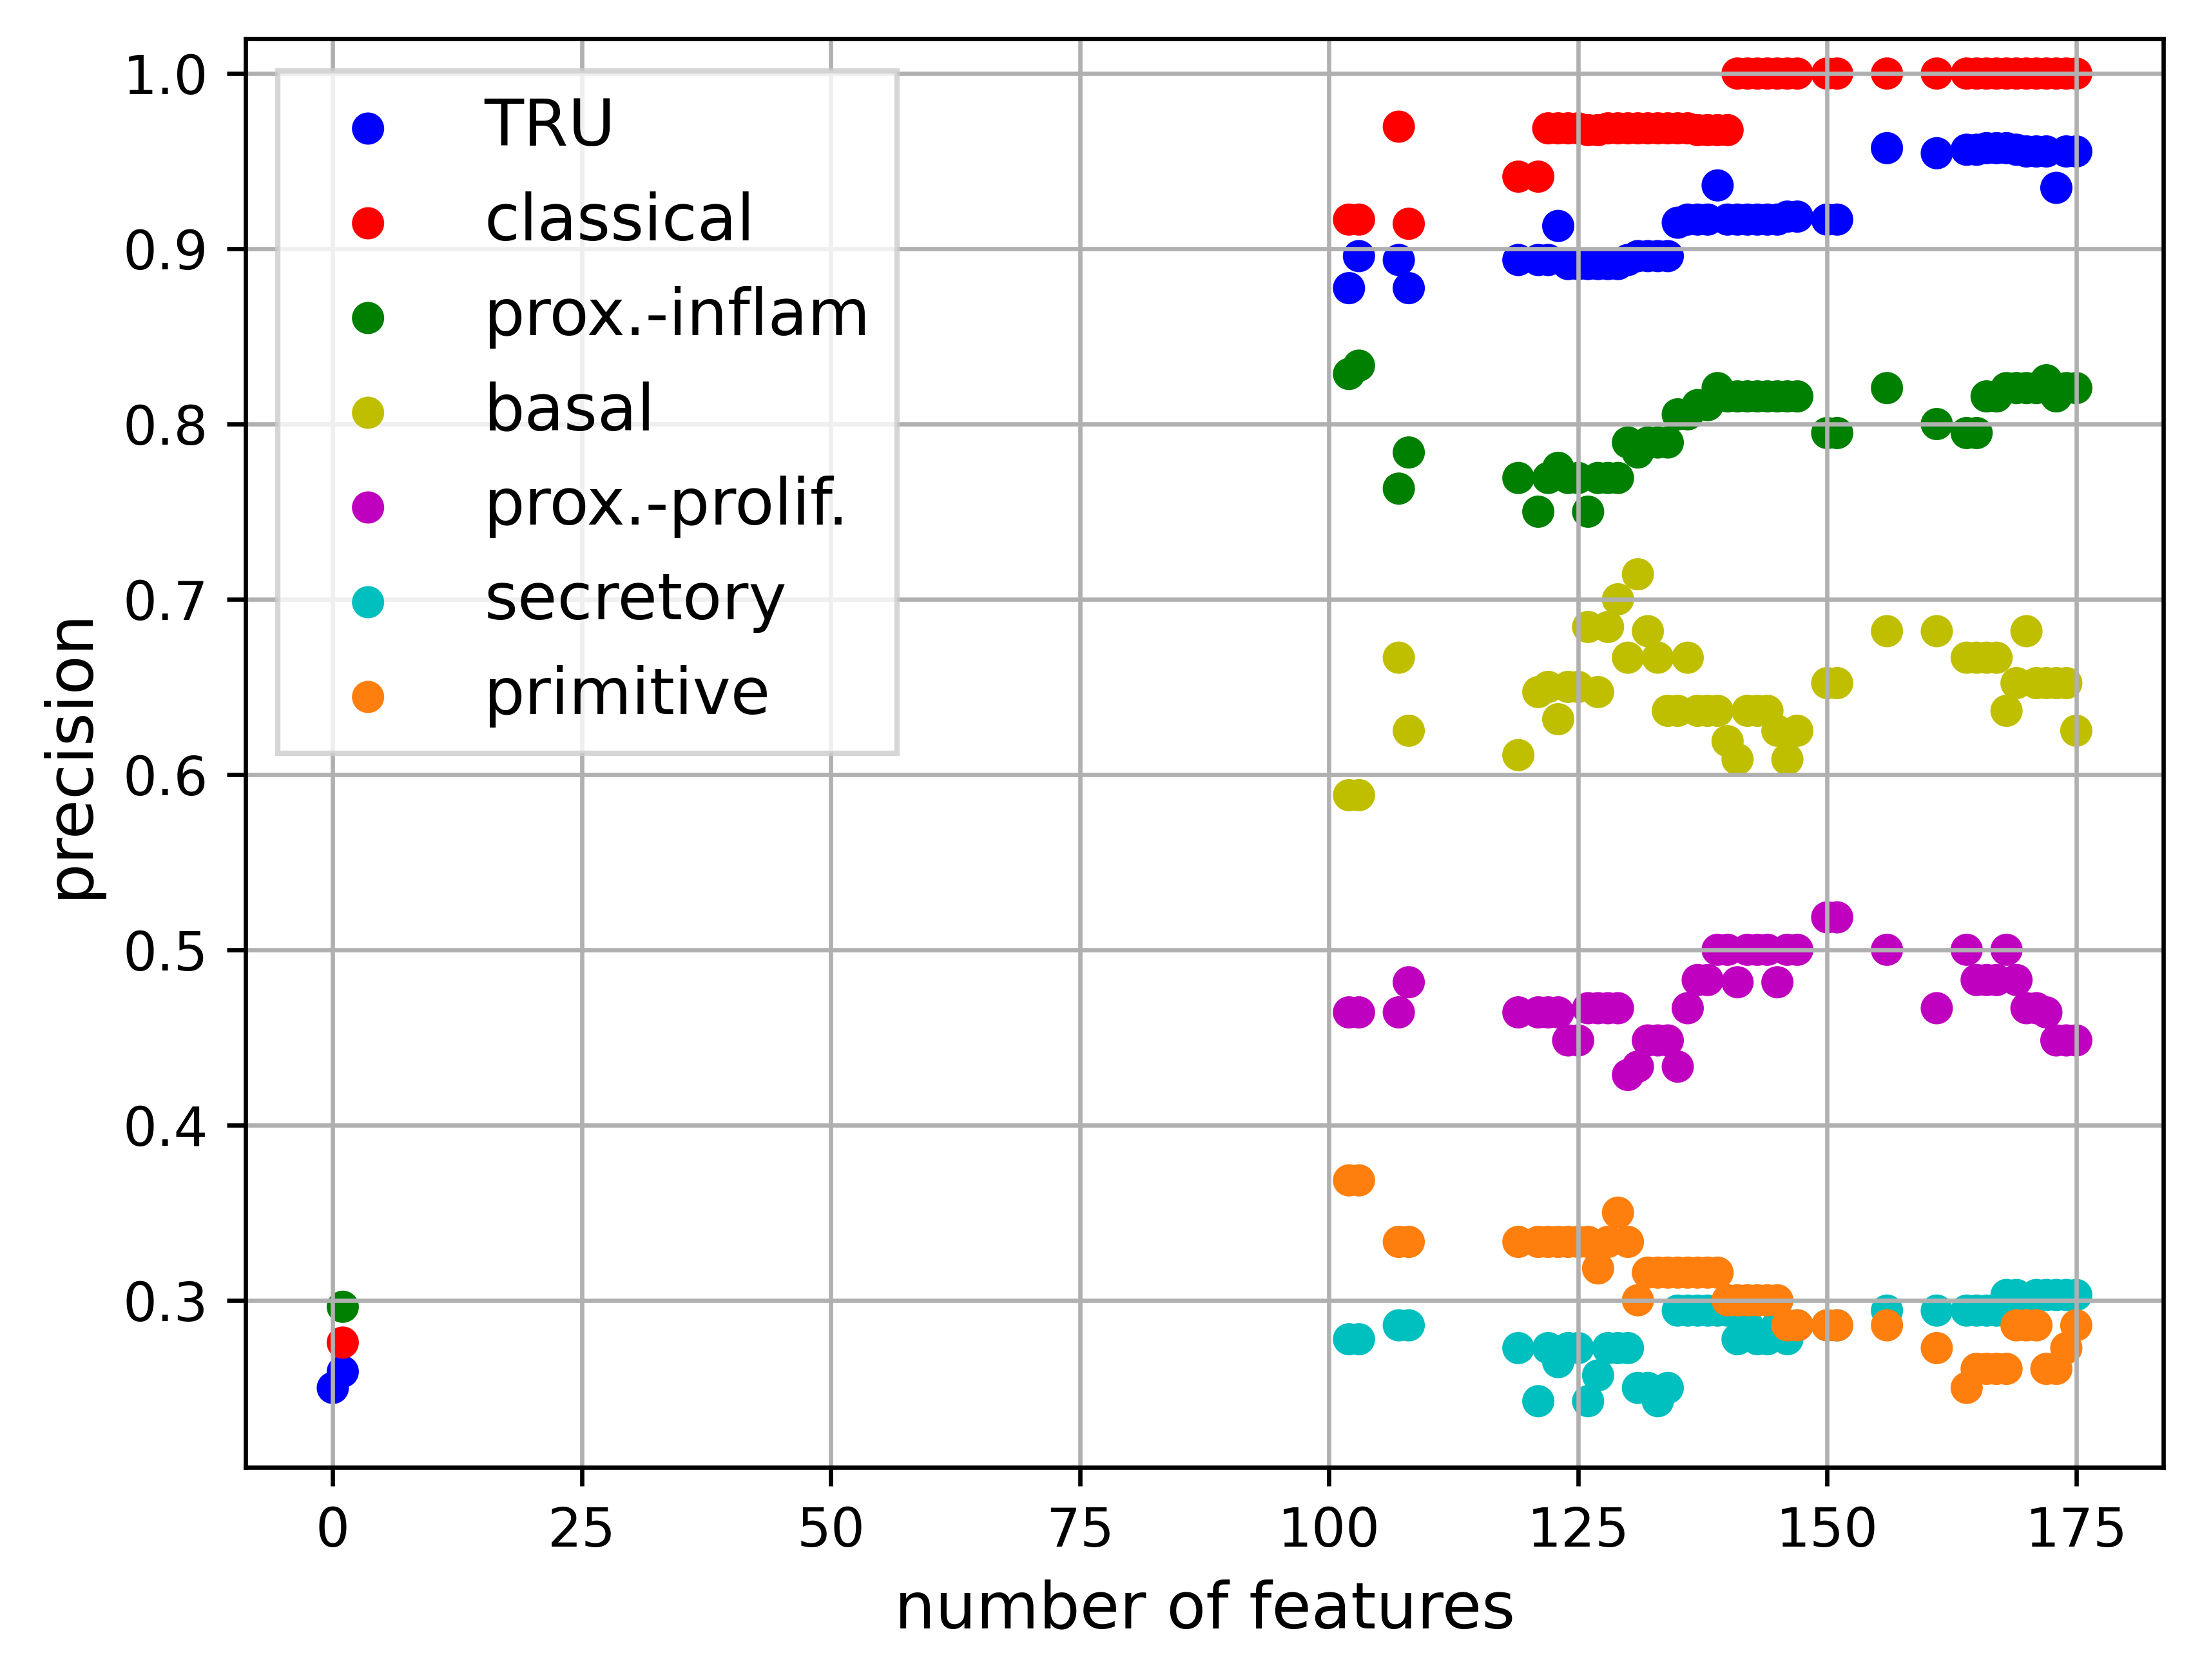 1.0
0.9
0.8
0.7
0.6
0.5
0.4
0.3
precision
TRU
classical
prox.-inflam
basal
prox.-prolif.
secretory
primitive
0 25 50 75 100 125 150 175
number of features